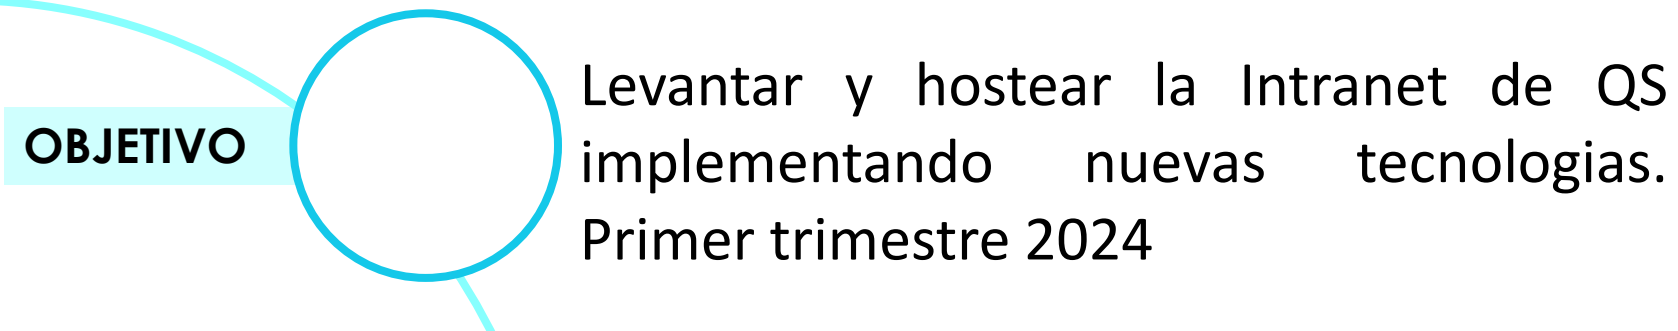 OBJETIVO
Levantar y hostear la Intranet de QS
implementando nuevas tecnologias.
Primer trimestre 2024